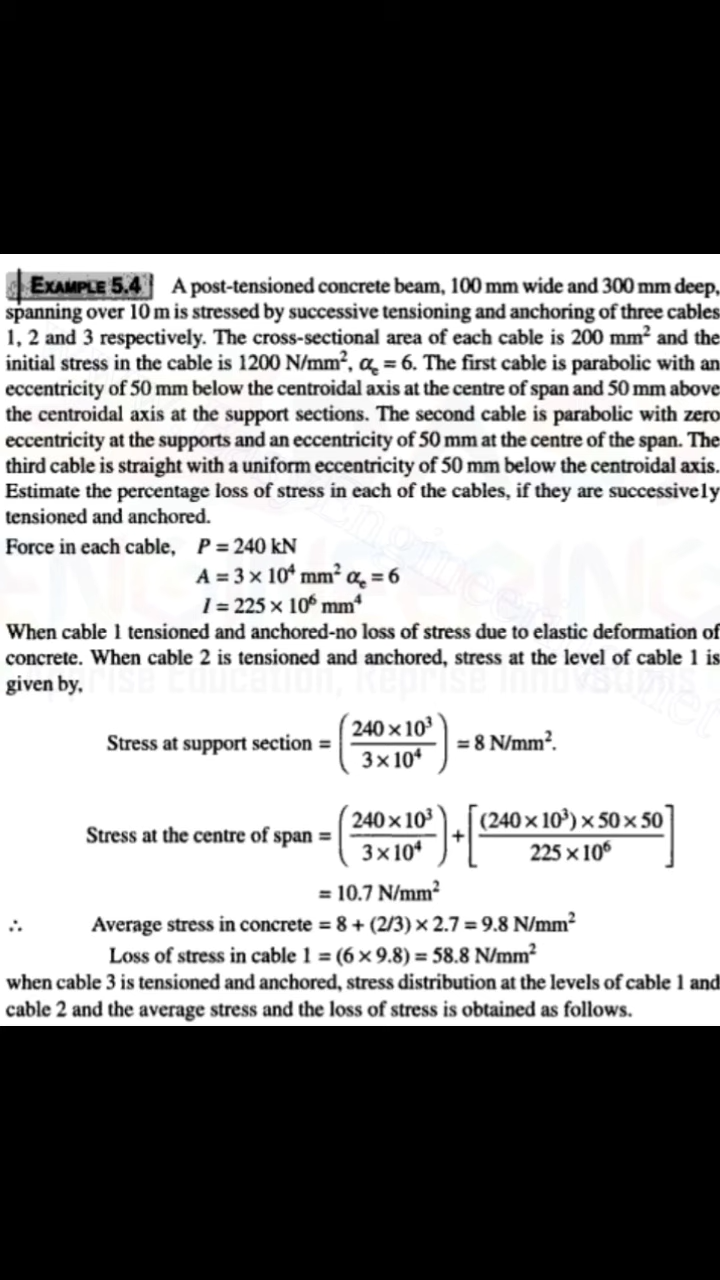 EXAMPLE 5.4 A post-tensioned concrete beam, 100 mm wide and 300 mm deep,
spanning over 10 m is stressed by successive tensioning and anchoring of three cables
1, 2 and 3 respectively. The cross-sectional area of each cable is 200 mm² and the
initial stress in the cable is 1200 N/mm², αe = 6. The first cable is parabolic with an
eccentricity of 50 mm below the centroidal axis at the centre of span and 50 mm above
the centroidal axis at the support sections. The second cable is parabolic with zero
eccentricity at the supports and an eccentricity of 50 mm at the centre of the span. The
third cable is straight with a uniform eccentricity of 50 mm below the centroidal axis.
Estimate the percentage loss of stress in each of the cables, if they are successively
tensioned and anchored.
Force in each cable, P = 240 kN
A = 3 × 10⁴ mm² αe = 6
I = 225 × 10⁶ mm⁴
When cable 1 tensioned and anchored-no loss of stress due to elastic deformation of
concrete. When cable 2 is tensioned and anchored, stress at the level of cable 1 is
given by,
Stress at support section = (240 × 10³ / 3 × 10⁴) = 8 N/mm².
Stress at the centre of span = (240 × 10³ / 3 × 10⁴) + [(240 × 10³) × 50 × 50 / 225 × 10⁶]
= 10.7 N/mm²
∴ Average stress in concrete = 8 + (2/3) × 2.7 = 9.8 N/mm²
Loss of stress in cable 1 = (6 × 9.8) = 58.8 N/mm²
when cable 3 is tensioned and anchored, stress distribution at the levels of cable 1 and
cable 2 and the average stress and the loss of stress is obtained as follows.